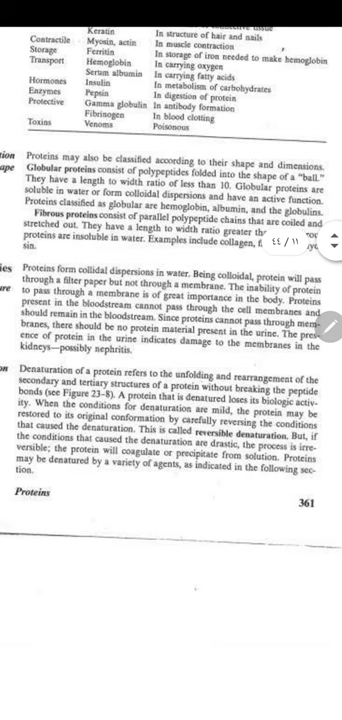 connective tissue
Keratin In structure of hair and nails
Contractile Myosin, actin In muscle contraction
Storage Ferritin In storage of iron needed to make hemoglobin
Transport Hemoglobin In carrying oxygen
Serum albumin In carrying fatty acids
Hormones Insulin In metabolism of carbohydrates
Enzymes Pepsin In digestion of protein
Protective Gamma globulin In antibody formation
Fibrinogen In blood clotting
Toxins Venoms Poisonous
tion Proteins may also be classified according to their shape and dimensions.
ape Globular proteins consist of polypeptides folded into the shape of a "ball."
They have a length to width ratio of less than 10. Globular proteins are
soluble in water or form colloidal dispersions and have an active function.
Proteins classified as globular are hemoglobin, albumin, and the globulins.
Fibrous proteins consist of parallel polypeptide chains that are coiled and
stretched out. They have a length to width ratio greater
proteins are insoluble in water. Examples include collagen,
sin.
٤٤ / ١١
ies Proteins form collidal dispersions in water. Being colloidal, protein will pass
through a filter paper but not through a membrane. The inability of protein
ure to pass through a membrane is of great importance in the body. Proteins
present in the bloodstream cannot pass through the cell membranes and
should remain in the bloodstream. Since proteins cannot pass through mem-
branes, there should be no protein material present in the urine. The pres-
ence of protein in the urine indicates damage to the membranes in the
kidneys—possibly nephritis.
on Denaturation of a protein refers to the unfolding and rearrangement of the
secondary and tertiary structures of a protein without breaking the peptide
bonds (see Figure 23–8). A protein that is denatured loses its biologic activ-
ity. When the conditions for denaturation are mild, the protein may be
restored to its original conformation by carefully reversing the conditions
that caused the denaturation. This is called reversible denaturation. But, if
the conditions that caused the denaturation are drastic, the process is irre-
versible; the protein will coagulate or precipitate from solution. Proteins
may be denatured by a variety of agents, as indicated in the following sec-
tion.
Proteins
361